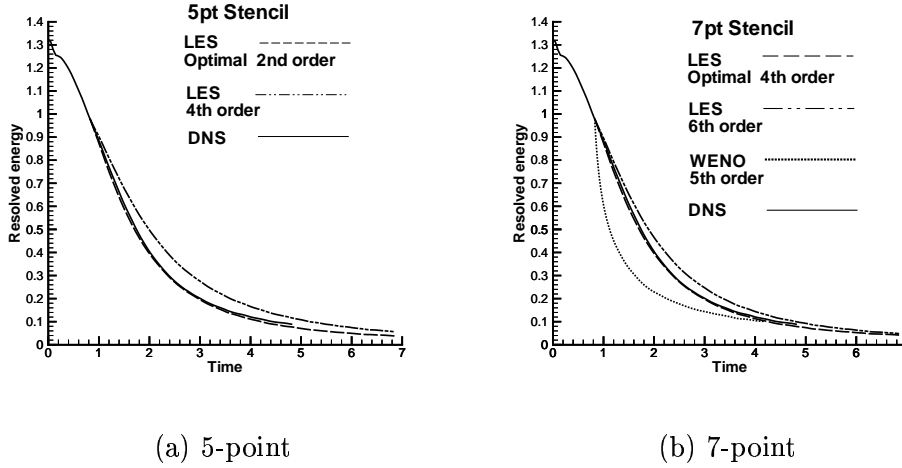 5pt Stencil
LES
Optimal 2nd order
LES
4th order
DNS
Resolved energy
1.4
1.3
1.2
1.1
1
0.9
0.8
0.7
0.6
0.5
0.4
0.3
0.2
0.1
0
0 1 2 3 4 5 6 7
Time
(a) 5-point
7pt Stencil
LES
Optimal 4th order
LES
6th order
WENO
5th order
DNS
Resolved energy
1.4
1.3
1.2
1.1
1
0.9
0.8
0.7
0.6
0.5
0.4
0.3
0.2
0.1
0
0 1 2 3 4 5 6
Time
(b) 7-point